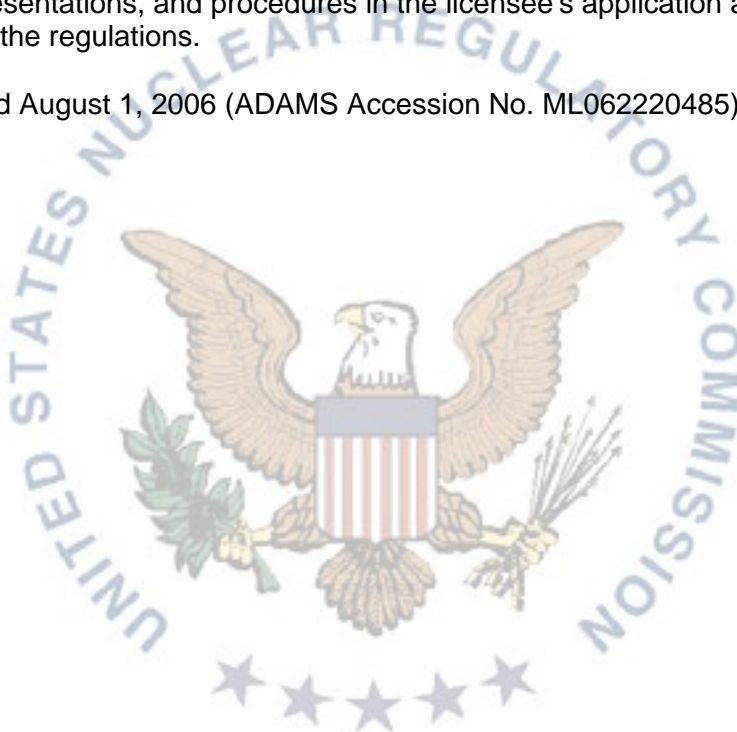 esentations, and procedures in the licensee's application a
the regulations.
d August 1, 2006 (ADAMS Accession No. ML062220485)
UNITED STATES NUCLEAR REGULATORY COMMISSION